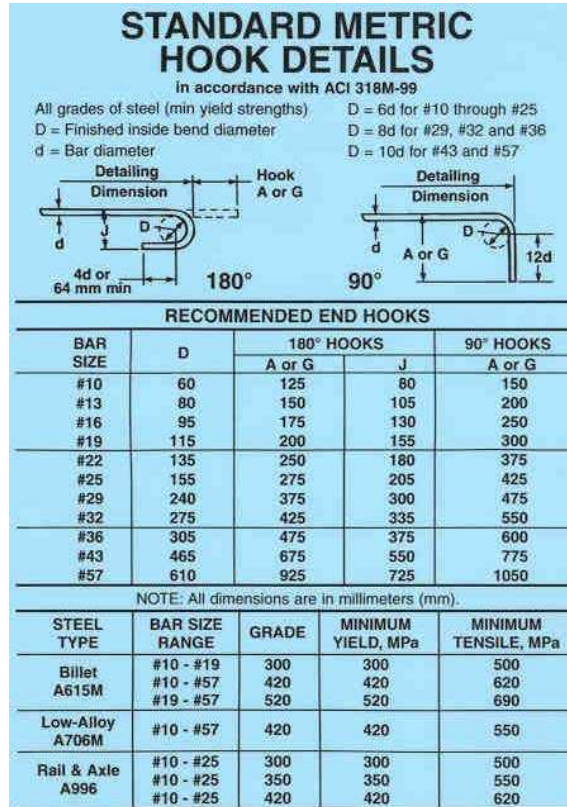 STANDARD METRIC
HOOK DETAILS
in accordance with ACI 318M-99
All grades of steel (min yield strengths)
D = Finished inside bend diameter
d = Bar diameter
D = 6d for #10 through #25
D = 8d for #29, #32 and #36
D = 10d for #43 and #57
Detailing
Dimension
Hook
A or G
D
d
J
4d or
64 mm min
180°
Detailing
Dimension
D
d
A or G
12d
90°
RECOMMENDED END HOOKS
BAR SIZE D 180° HOOKS 90° HOOKS
A or G J A or G
#10 60 125 80 150
#13 80 150 105 200
#16 95 175 130 250
#19 115 200 155 300
#22 135 250 180 375
#25 155 275 205 425
#29 240 375 300 475
#32 275 425 335 550
#36 305 475 375 600
#43 465 675 550 775
#57 610 925 725 1050
NOTE: All dimensions are in millimeters (mm).
STEEL TYPE BAR SIZE RANGE GRADE MINIMUM YIELD, MPa MINIMUM TENSILE, MPa
Billet A615M
#10 - #19 300 300 500
#10 - #57 420 420 620
#19 - #57 520 520 690
Low-Alloy A706M
#10 - #57 420 420 550
Rail & Axle A996
#10 - #25 300 300 500
#10 - #25 350 350 550
#10 - #25 420 420 620